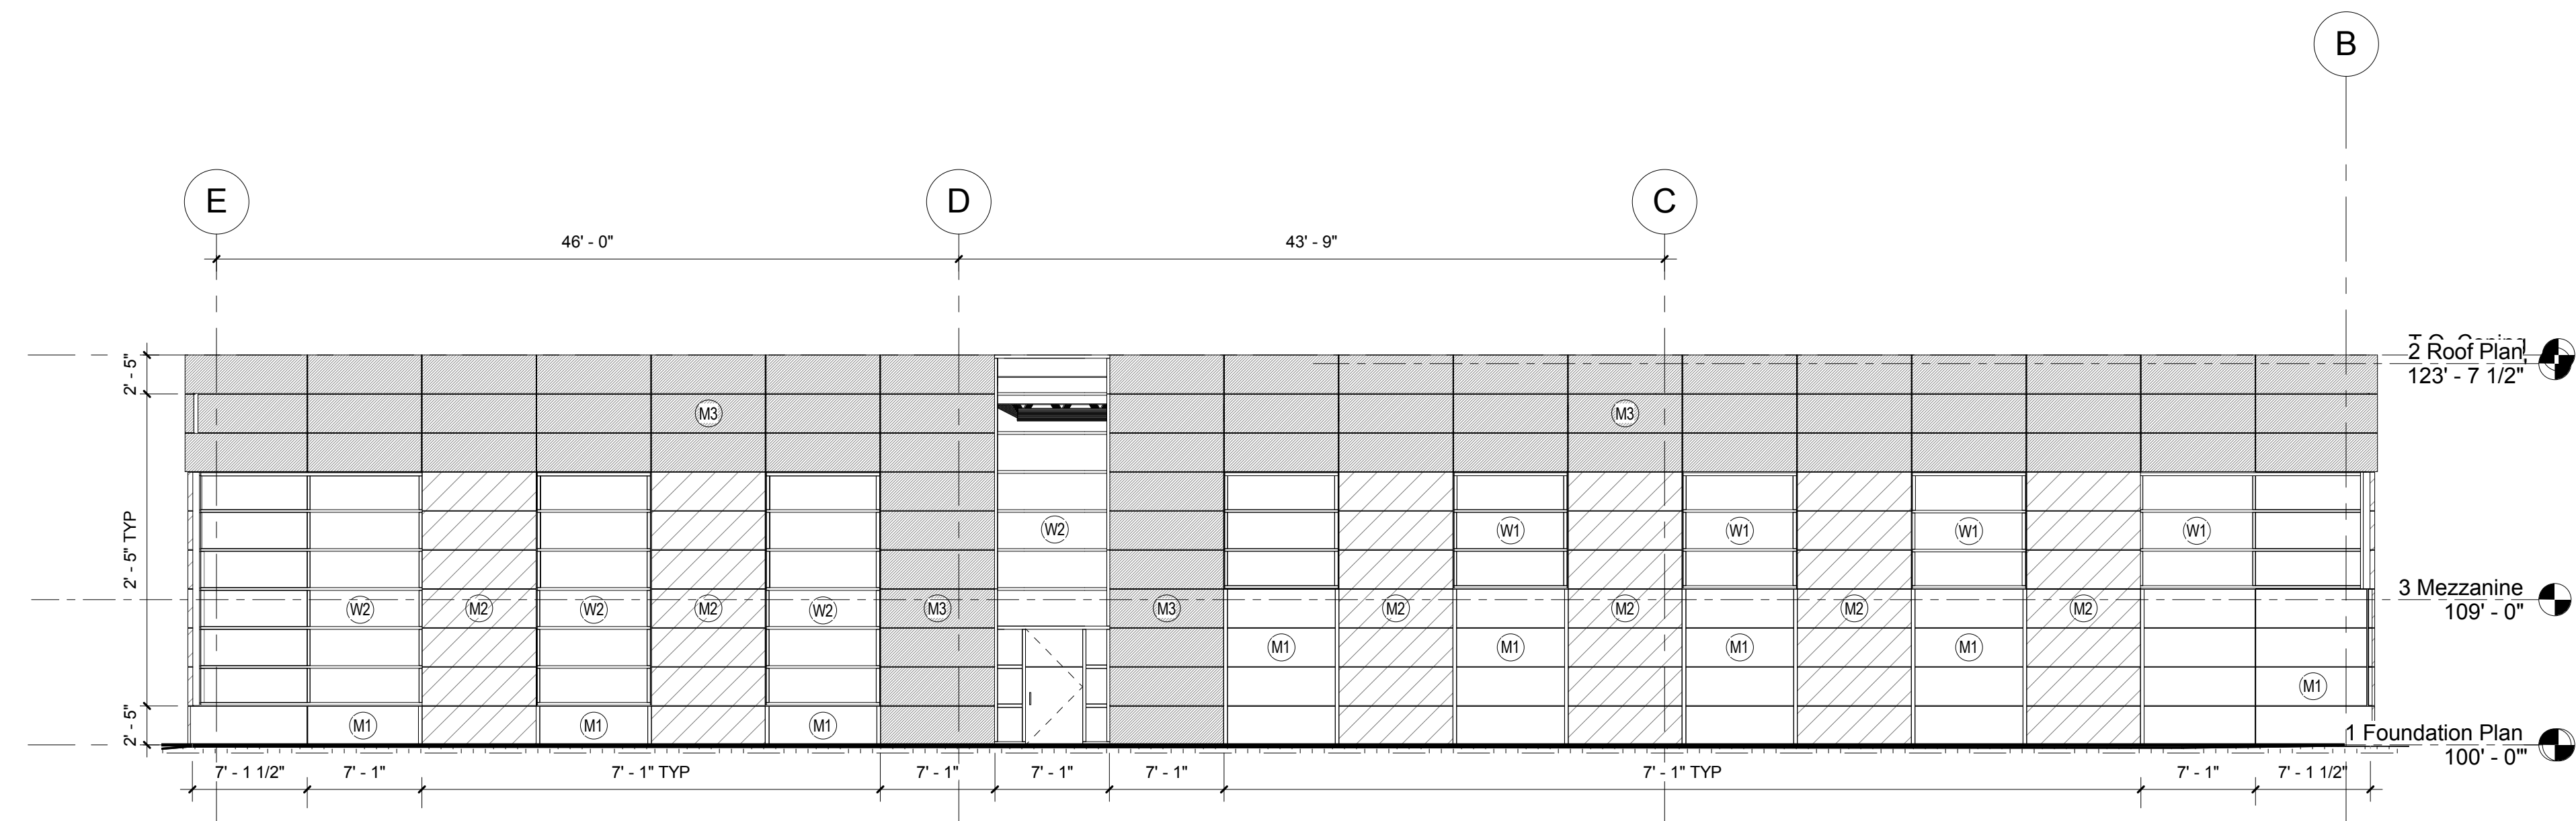 B
E
D
C
46' - 0"
43' - 9"
2' - 5"
2 Roof Plan
123' - 7 1/2"
M3
M3
W2
W1
W1
W1
W1
2' - 5" TYP
3 Mezzanine
109' - 0"
W2
M2
W2
M2
W2
M3
M3
M2
M2
M2
M2
M1
M1
M1
M1
M1
2' - 5"
M1
M1
M1
1 Foundation Plan
100' - 0"
7' - 1 1/2"
7' - 1"
7' - 1" TYP
7' - 1"
7' - 1"
7' - 1"
7' - 1" TYP
7' - 1"
7' - 1 1/2"